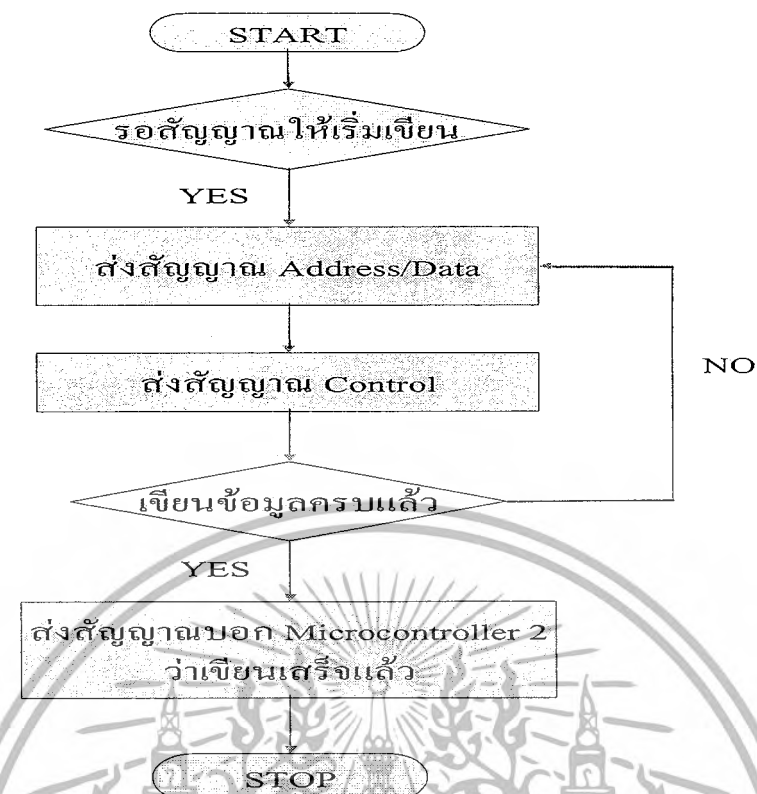 START
รอสัญญาณให้เริ่มเขียน
YES
ส่งสัญญาณ Address/Data
ส่งสัญญาณ Control
NO
เขียนข้อมูลครบแล้ว
YES
ส่งสัญญาณบอก Microcontroller 2
ว่าเขียนเสร็จแล้ว
STOP